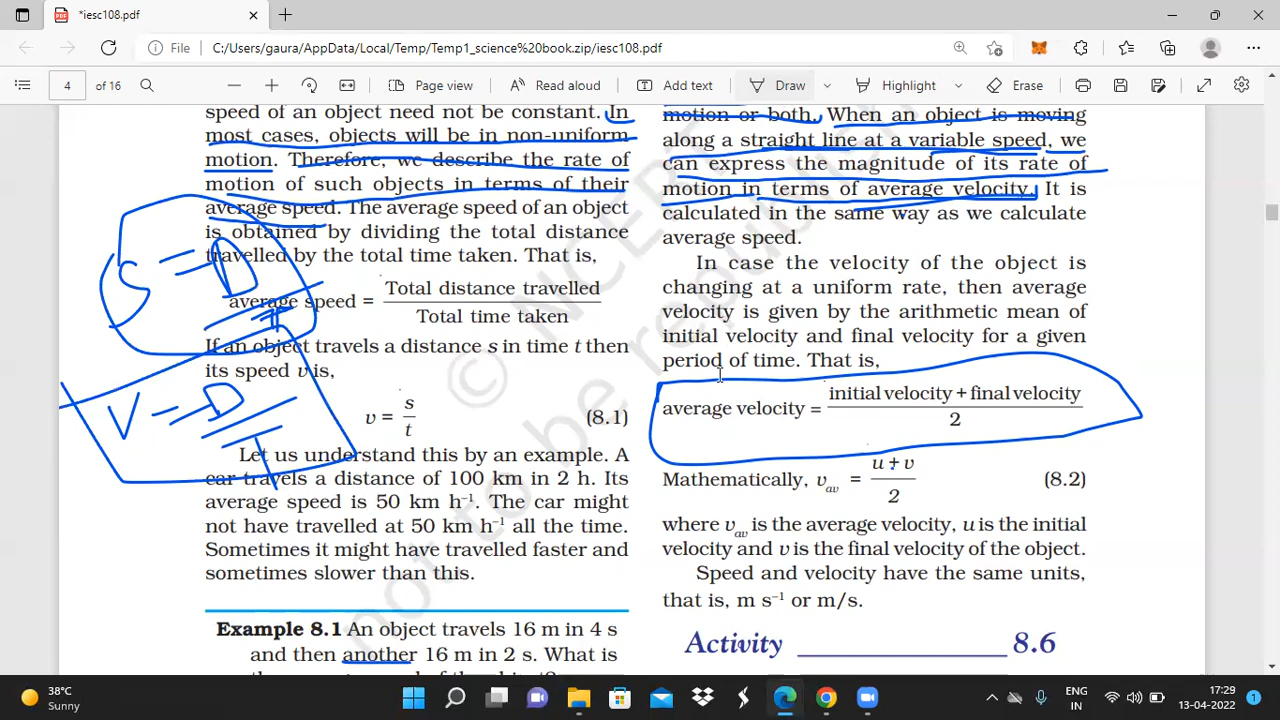 *iesc108.pdf
File
C:/Users/gaura/AppData/Local/Temp/Temp1_science%20book.zip/iesc108.pdf
4
of 16
Page view
Read aloud
Add text
Draw
Highlight
Erase
speed of an object need not be constant. In
most cases, objects will be in non-uniform
motion. Therefore, we describe the rate of
motion of such objects in terms of their
average speed. The average speed of an object
is obtained by dividing the total distance
travelled by the total time taken. That is,
average speed = Total distance travelled
Total time taken
If an object travels a distance s in time t then
its speed v is,
v = s
t
(8.1)
Let us understand this by an example. A
car travels a distance of 100 km in 2 h. Its
average speed is 50 km h⁻¹. The car might
not have travelled at 50 km h⁻¹ all the time.
Sometimes it might have travelled faster and
sometimes slower than this.
Example 8.1 An object travels 16 m in 4 s
and then another 16 m in 2 s. What is
S = D
T
V = D
T
motion or both. When an object is moving
along a straight line at a variable speed, we
can express the magnitude of its rate of
motion in terms of average velocity. It is
calculated in the same way as we calculate
average speed.
In case the velocity of the object is
changing at a uniform rate, then average
velocity is given by the arithmetic mean of
initial velocity and final velocity for a given
period of time. That is,
average velocity = initial velocity + final velocity
2
Mathematically, vav = u + v
2
(8.2)
where vav is the average velocity, u is the initial
velocity and v is the final velocity of the object.
Speed and velocity have the same units,
that is, m s⁻¹ or m/s.
Activity 8.6
© NCERT
not to be republish
38°C
Sunny
ENG
IN
17:29
13-04-2022
1